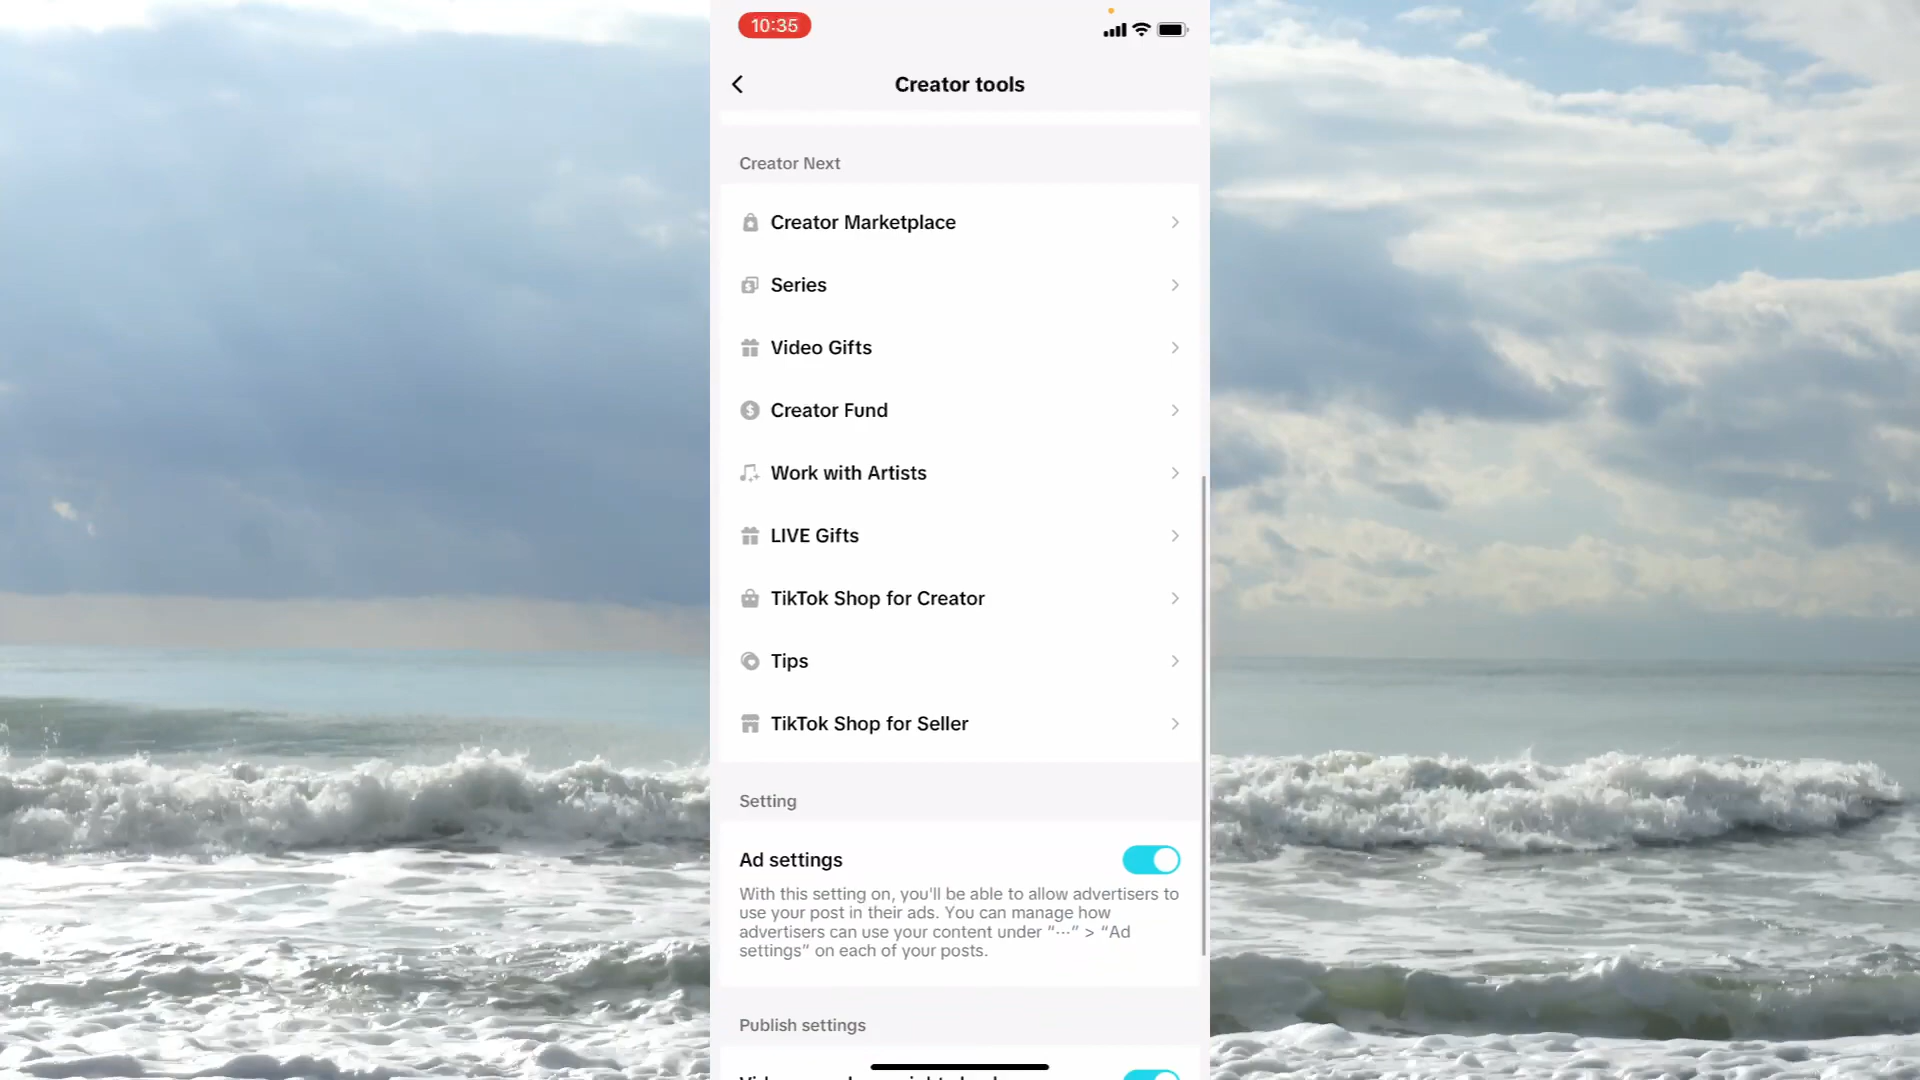 10:35
Creator tools
Creator Next
Creator Marketplace
Series
Video Gifts
Creator Fund
Work with Artists
LIVE Gifts
TikTok Shop for Creator
Tips
TikTok Shop for Seller
Setting
Ad settings
With this setting on, you'll be able to allow advertisers to
use your post in their ads. You can manage how
advertisers can use your content under “···” > “Ad
settings” on each of your posts.
Publish settings